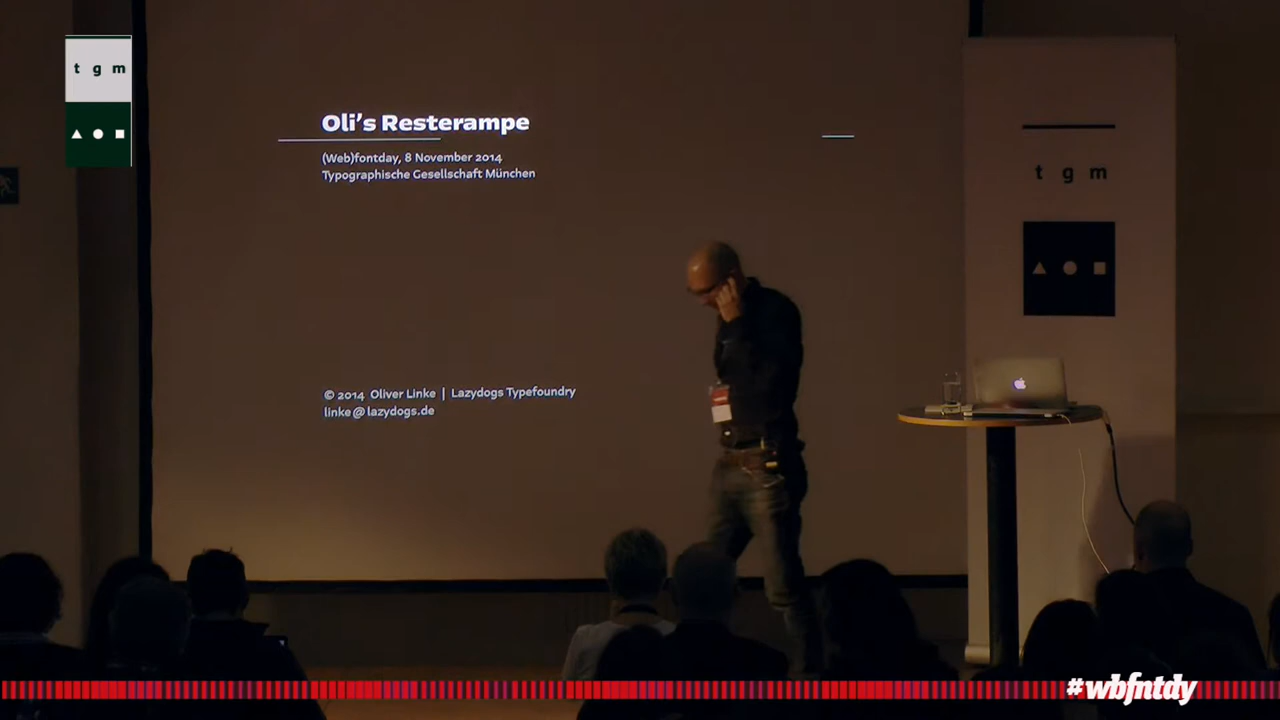 t g m
Oli's Resterampe
(Web)fontday, 8 November 2014
Typographische Gesellschaft München
t g m
© 2014 Oliver Linke | Lazydogs Typefoundry
linke@lazydogs.de
#wbfntdy